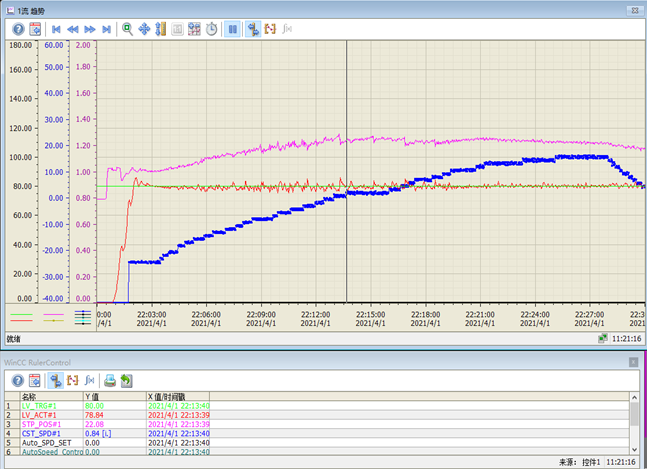 1流 趋势
180.00 60.00 2.00
160.00 50.00 1.80
140.00 40.00 1.60
120.00 30.00 1.40
100.00 20.00 1.20
80.00 10.00 1.00
60.00 0.00 0.80
40.00 -10.00 0.60
20.00 -20.00 0.40
0.00 -30.00 0.20
-40.00 0.00
0:00 22:03:00 22:06:00 22:09:00 22:12:00 22:15:00 22:18:00 22:21:00 22:24:00 22:27:00 22:3
/4/1 2021/4/1 2021/4/1 2021/4/1 2021/4/1 2021/4/1 2021/4/1 2021/4/1 2021/4/1 2021/4/1 2021
就绪 11:21:16
WinCC RulerControl
名称 Y 值 X 值/时间戳
1 LV_TRG#1 80.00 2021/4/1 22:13:40
2 LV_ACT#1 78.84 2021/4/1 22:13:39
3 STP_POS#1 22.08 2021/4/1 22:13:39
4 CST_SPD#1 0.84 [i] 2021/4/1 22:13:40
5 Auto_SPD_SET 0.00 2021/4/1 22:13:40
6 AutoSpeed_Contro 0.00 2021/4/1 22:13:40
来源: 控件1 11:21:16